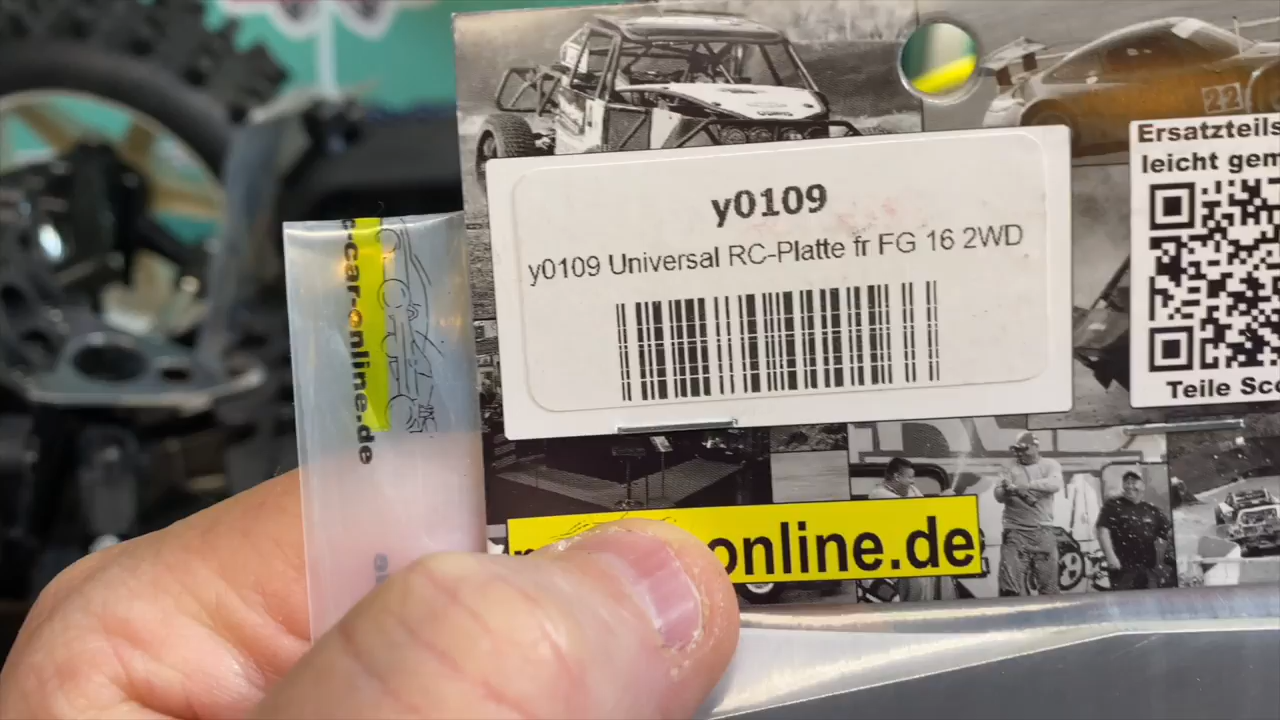 22
Ersatzteils
leicht gem
y0109
y0109 Universal RC-Platte fr FG 16 2WD
c-car-online.de
Teile Sco
online.de